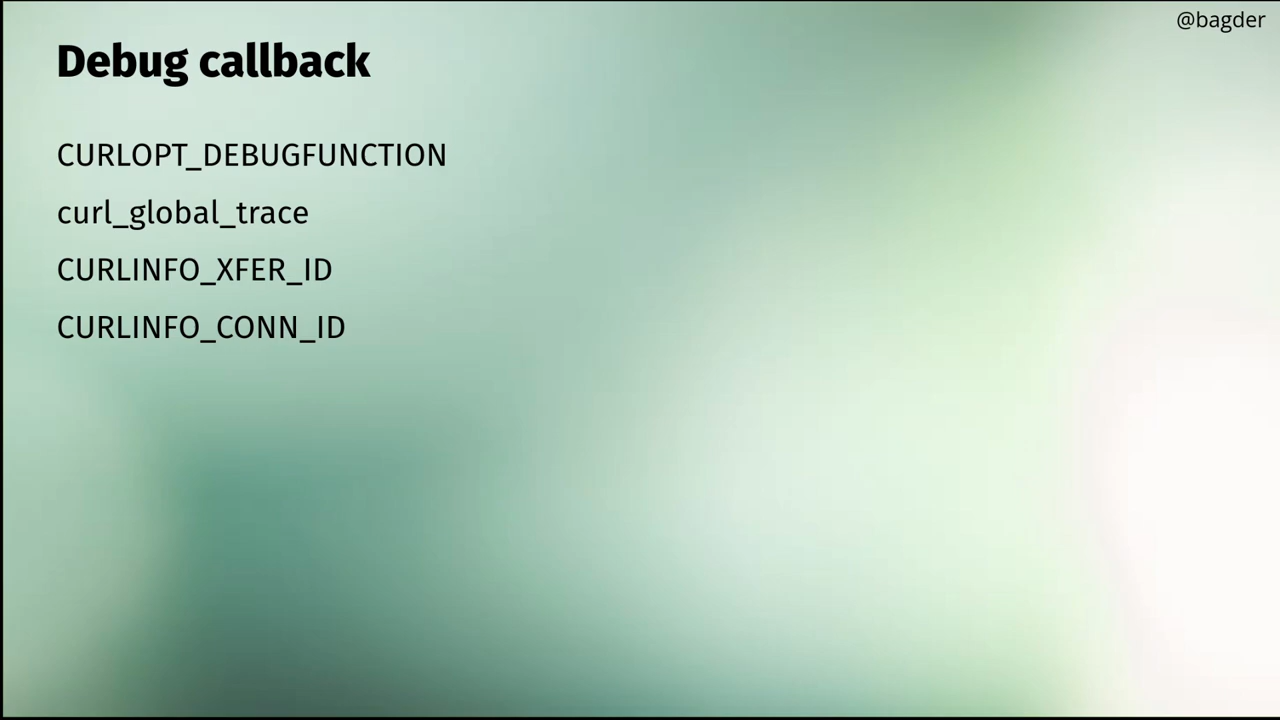 @bagder
Debug callback
CURLOPT_DEBUGFUNCTION
curl_global_trace
CURLINFO_XFER_ID
CURLINFO_CONN_ID